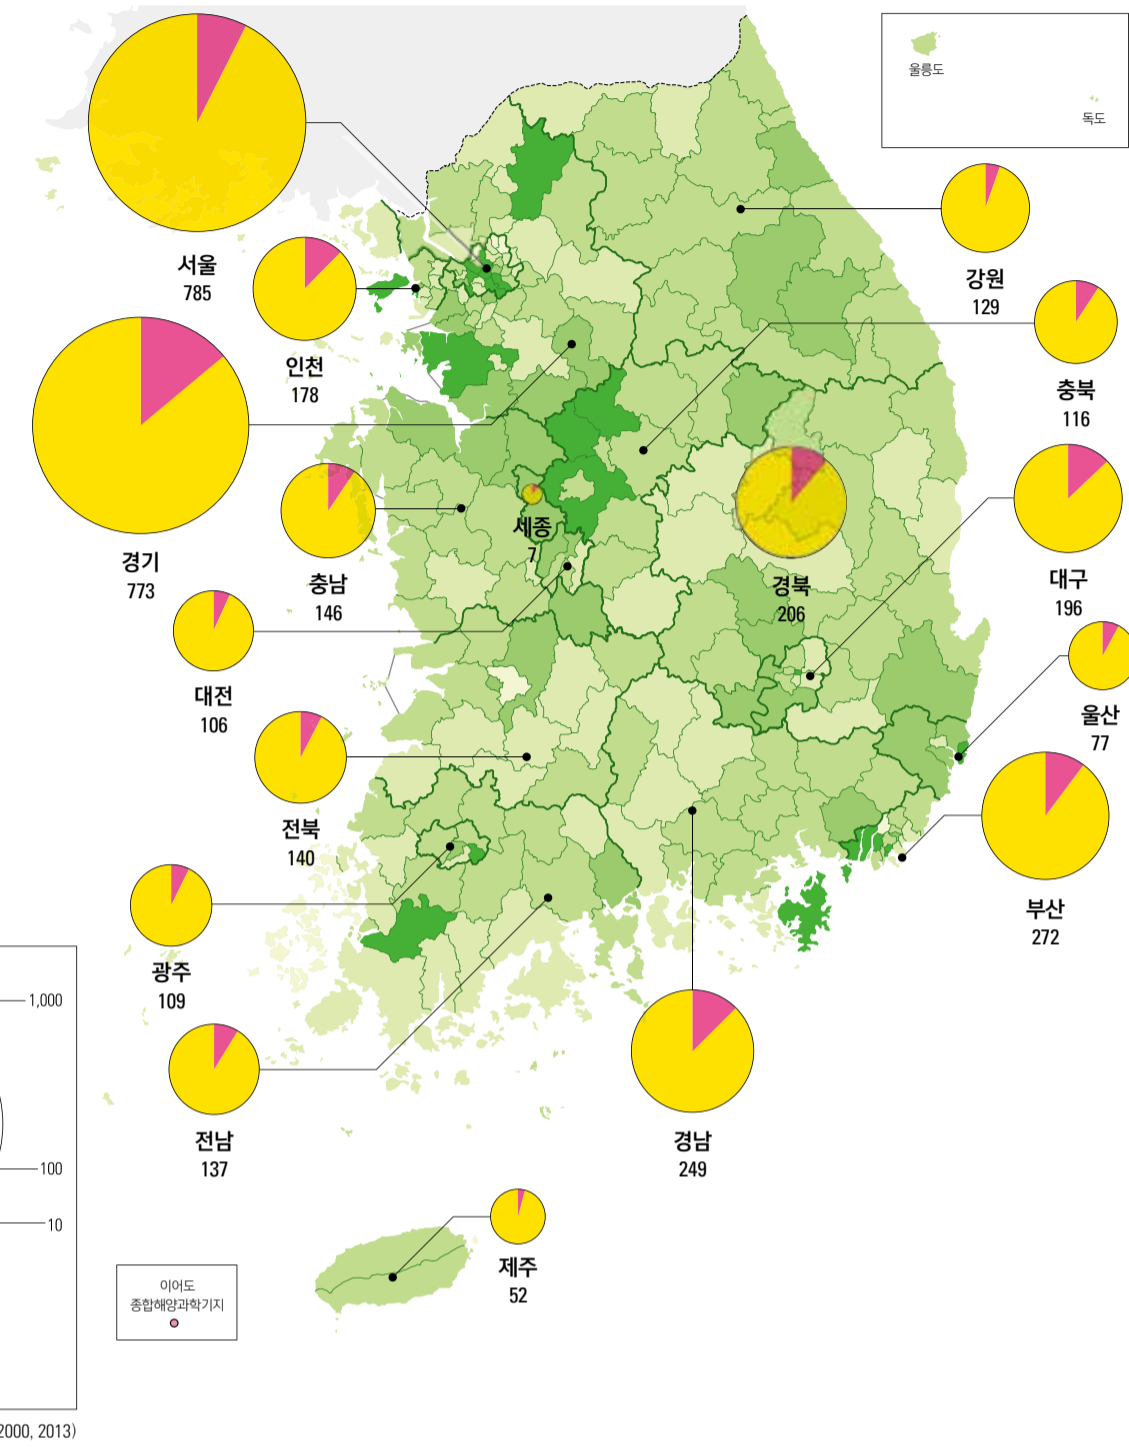 울릉도
독도
서울
785
강원
129
인천
178
충북
116
경기
773
충남
146
세종
7
경북
206
대구
196
대전
106
울산
77
전북
140
부산
272
광주
109
1,000
100
10
전남
137
경남
249
제주
52
이어도
종합해양과학기지
2000, 2013)